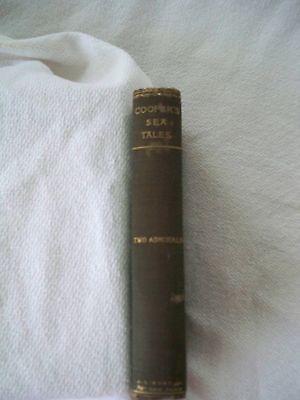 COOPER'S
SEA
TALES
TWO ADMIRALS